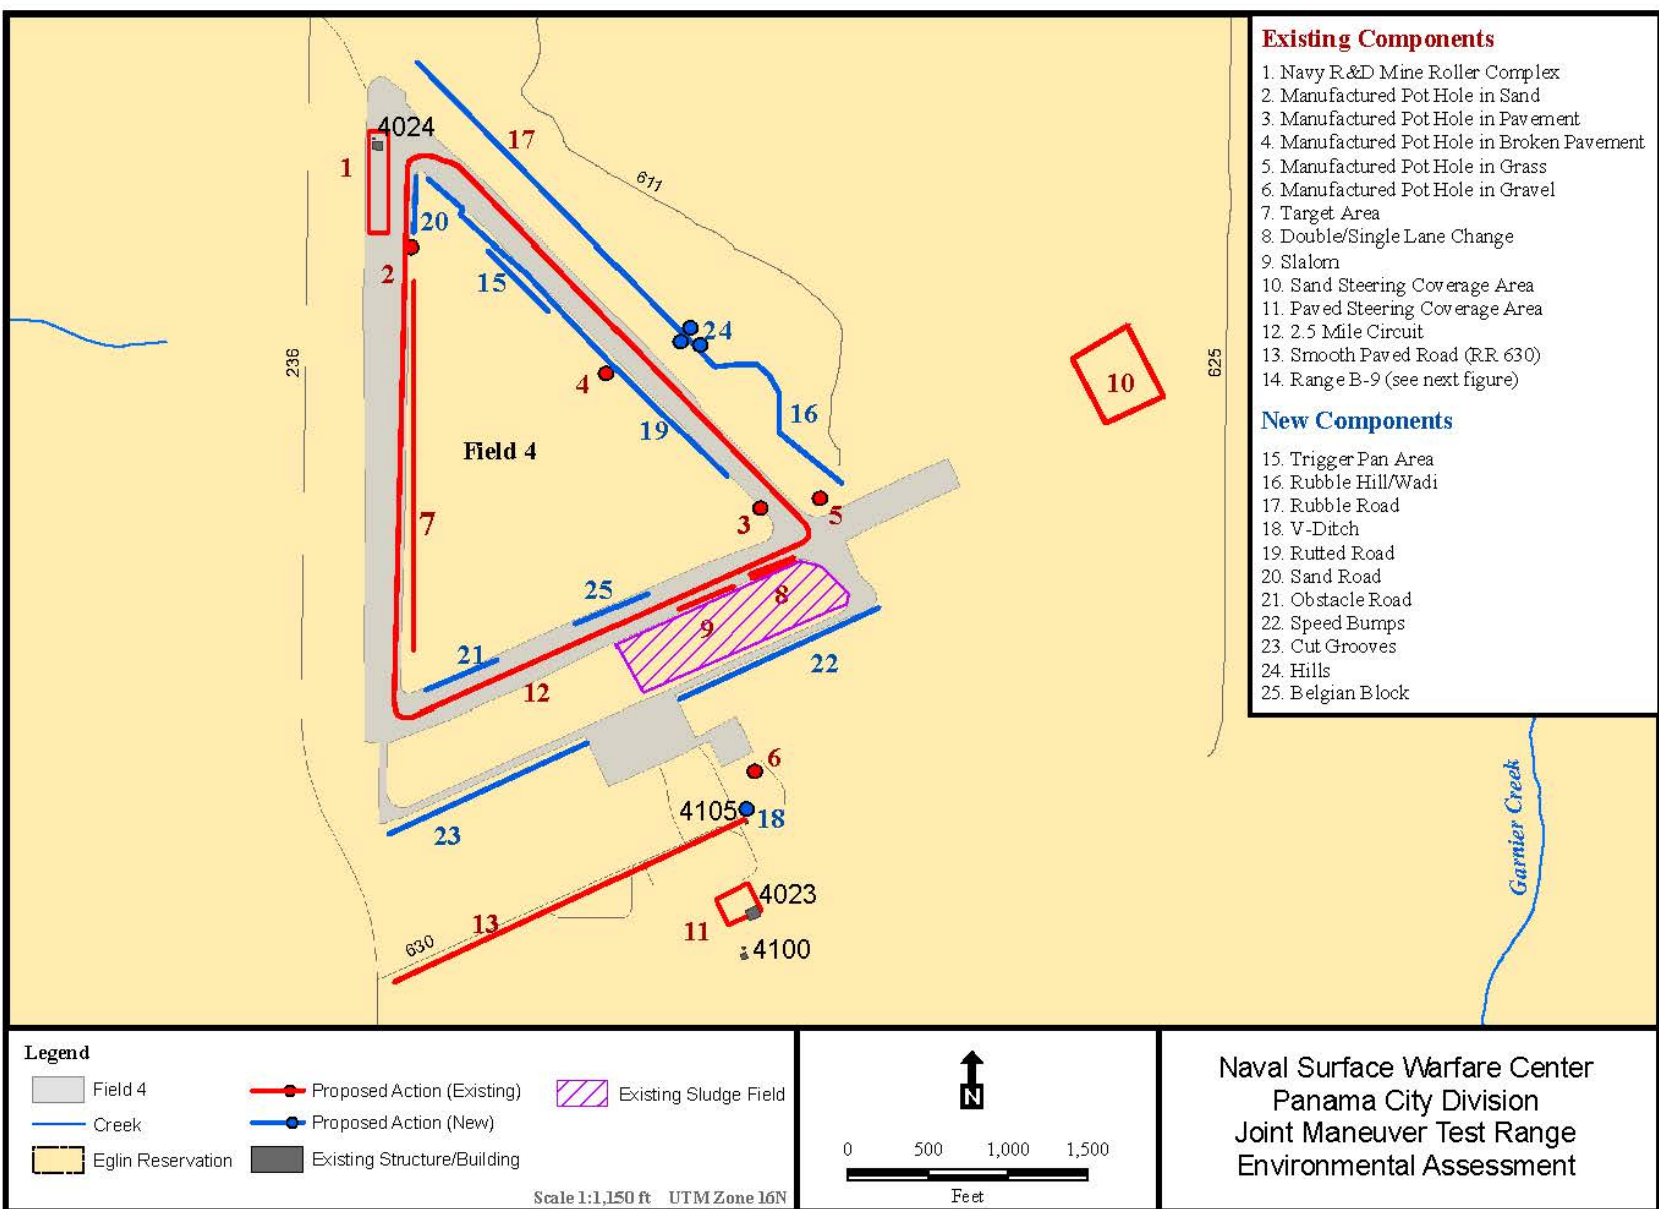 Existing Components
1. Navy R&D Mine Roller Complex
2. Manufactured Pot Hole in Sand
3. Manufactured Pot Hole in Pavement
4. Manufactured Pot Hole in Broken Pavement
5. Manufactured Pot Hole in Grass
6. Manufactured Pot Hole in Gravel
7. Target Area
8. Double/Single Lane Change
9. Slalom
10. Sand Steering Coverage Area
11. Paved Steering Coverage Area
12. 2.5 Mile Circuit
13. Smooth Paved Road (RR 630)
14. Range B-9 (see next figure)
New Components
15. Trigger Pan Area
16. Rubble Hill/Wadi
17. Rubble Road
18. V-Ditch
19. Rutted Road
20. Sand Road
21. Obstacle Road
22. Speed Bumps
23. Cut Grooves
24. Hills
25. Belgian Block
4024
17
1
611
20
2
15
24
236
625
4
10
16
19
Field 4
7
3
5
25
8
9
21
22
12
6
4105
18
23
Garnier Creek
4023
13
11
630
4100
Legend
Field 4
Creek
Eglin Reservation
Proposed Action (Existing)
Proposed Action (New)
Existing Structure/Building
Existing Sludge Field
Scale 1:1,150 ft UTM Zone 16N
N
0 500 1,000 1,500
Feet
Naval Surface Warfare Center
Panama City Division
Joint Maneuver Test Range
Environmental Assessment